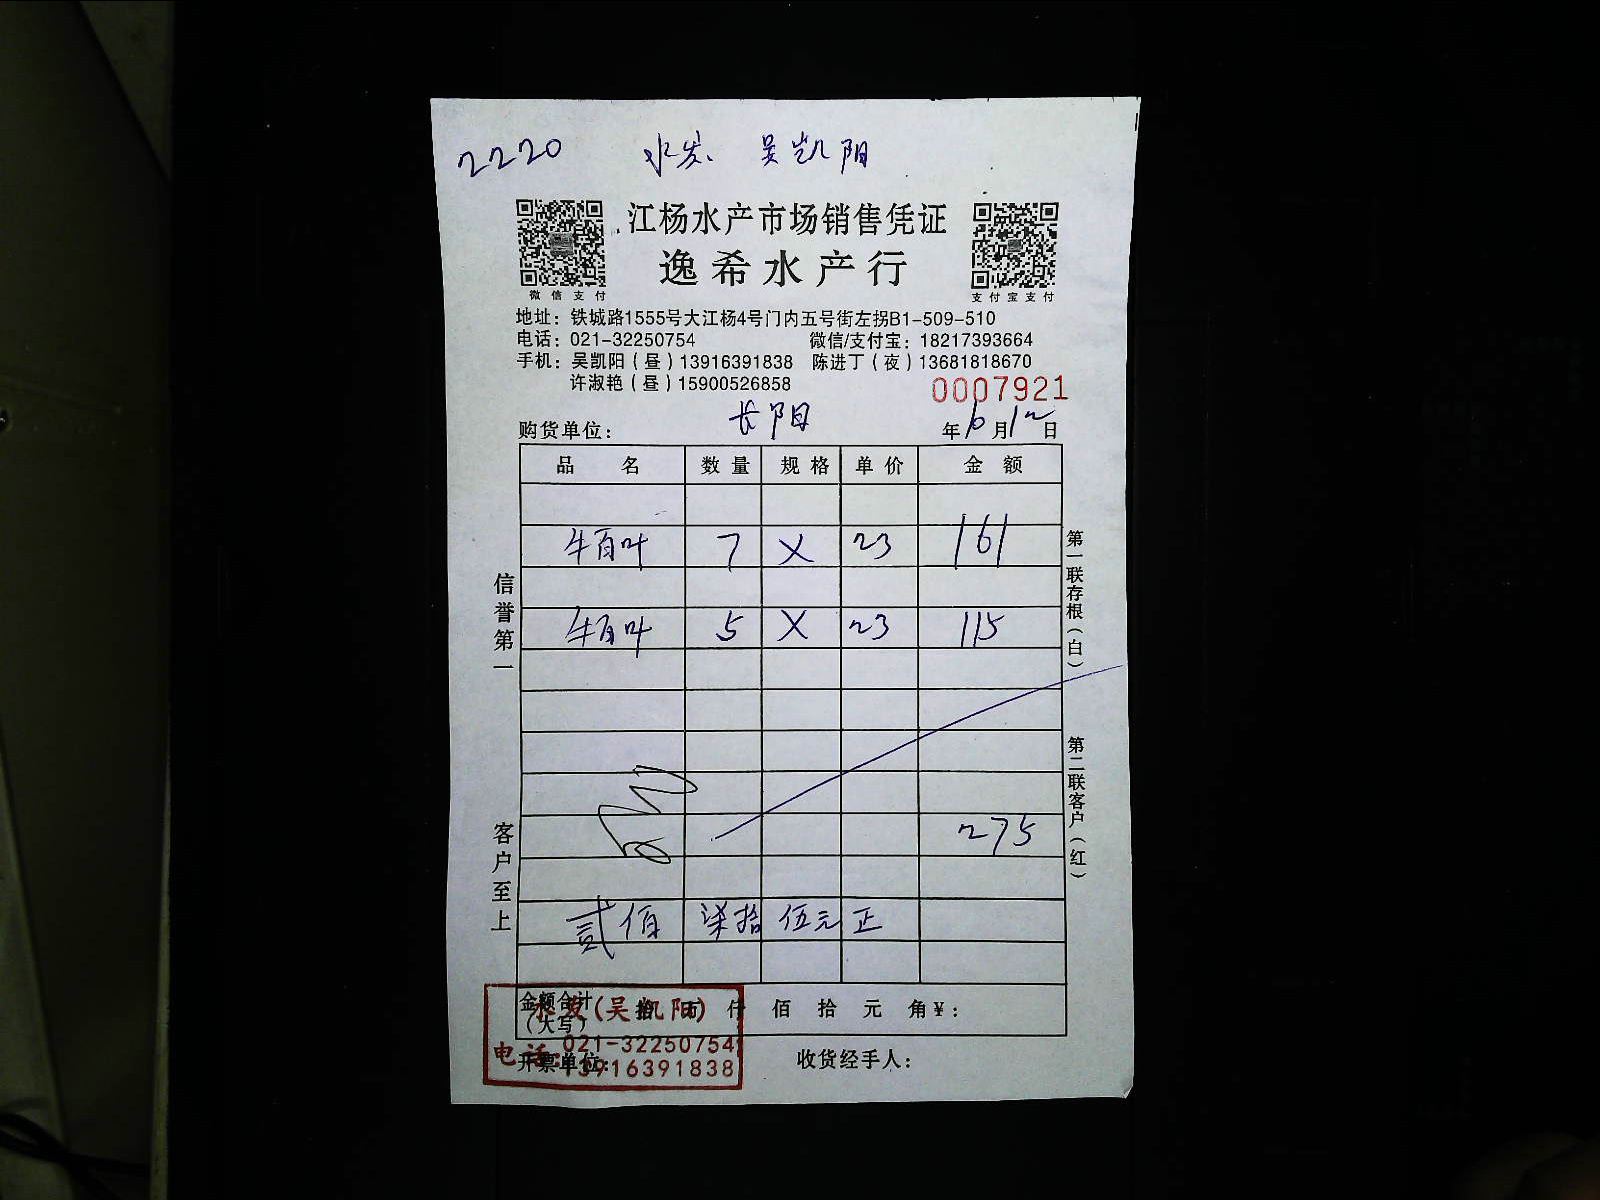 2220 水发、 吴凯阳
江杨水产市场销售凭证
逸希水产行
微信支付
支付宝支付
地址：铁城路1555号大江杨4号门内五号街左拐B1-509-510
电话：021-32250754 微信/支付宝：18217393664
手机：吴凯阳（昼）13916391838 陈进丁（夜）13681818670
许淑艳（昼）15900526858
0007921
购货单位： 长阳 年10月12日
品名 数量 规格 单价 金额
牛百叶 7 X 23 161
牛百叶 5 X 23 115
275
贰佰 柒拾 伍元 正
金额合计（大写） 拾 万 仟 佰 拾 元 角¥：
开票单位： 收货经手人：
水发(吴凯阳)
电话：021-32250754
13916391838
信誉第一
客户至上
第一联存根（白）
第二联客户（红）